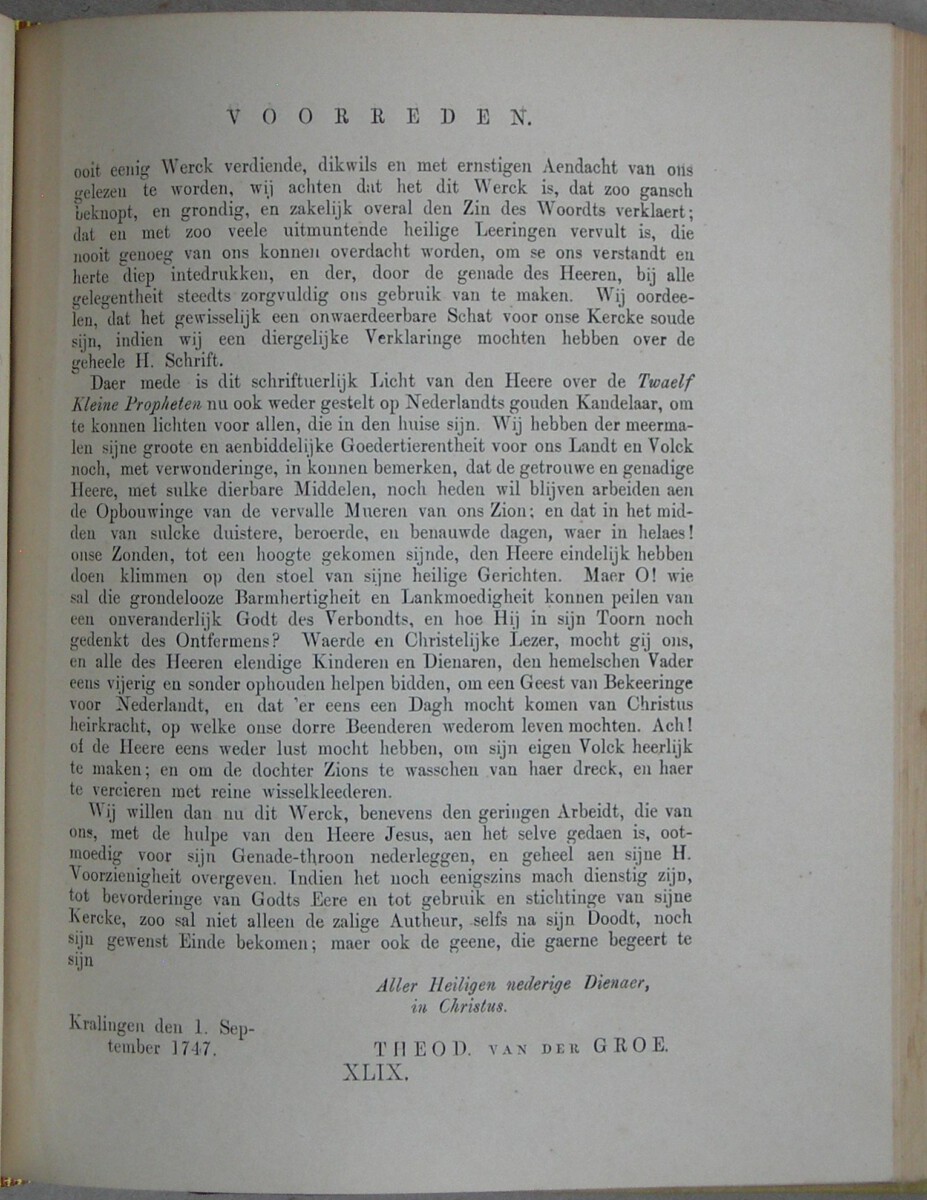 VOORREDEN.
ooit eenig Werck verdiende, dikwils en met ernstigen Aendacht van ons
gelezen te worden, wij achten dat het dit Werck is, dat zoo gansch
beknopt, en grondig, en zakelijk overal den Zin des Woordts verklaert;
dat en met zoo veele uitmuntende heilige Leeringen vervult is, die
nooit genoeg van ons konnen overdacht worden, om se ons verstandt en
herte diep intedrukken, en der, door de genade des Heeren, bij alle
gelegentheit steedts zorgvuldig ons gebruik van te maken. Wij oordee-
len, dat het gewisselijk een onwaerdeerbare Schat voor onse Kercke soude
sijn, indien wij een diergelijke Verklaringe mochten hebben over de
geheele H. Schrift.
Daer mede is dit schriftuerlijk Licht van den Heere over de Twaelf
Kleine Propheten nu ook weder gestelt op Nederlandts gouden Kandelaar, om
te konnen lichten voor allen, die in den huise sijn. Wij hebben der meerma-
len sijne groote en aenbiddelijke Goedertierentheit voor ons Landt en Volck
noch, met verwonderinge, in konnen bemerken, dat de getrouwe en genadige
Heere, met sulke dierbare Middelen, noch heden wil blijven arbeiden aen
de Opbouwinge van de vervalle Mueren van ons Zion; en dat in het mid-
den van sulcke duistere, beroerde, en benauwde dagen, waer in helaes!
onse Zonden, tot een hoogte gekomen sijnde, den Heere eindelijk hebben
doen klimmen op den stoel van sijne heilige Gerichten. Maer O! wie
sal die grondelooze Barmhertigheit en Lankmoedigheit konnen peilen van
een onveranderlijk Godt des Verbondts, en hoe Hij in sijn Toorn noch
gedenkt des Ontfermens? Waerde en Christelijke Lezer, mocht gij ons,
en alle des Heeren elendige Kinderen en Dienaren, den hemelschen Vader
eens vijerig en sonder ophouden helpen bidden, om een Geest van Bekeeringe
voor Nederlandt, en dat 'er eens een Dagh mocht komen van Christus
heirkracht, op welke onse dorre Beenderen wederom leven mochten. Ach!
of de Heere eens weder lust mocht hebben, om sijn eigen Volck heerlijk
te maken; en om de dochter Zions te wasschen van haer dreck, en haer
te vercieren met reine wisselkleederen.
Wij willen dan nu dit Werck, benevens den geringen Arbeidt, die van
ons, met de hulpe van den Heere Jesus, aen het selve gedaen is, oot-
moedig voor sijn Genade-throon nederleggen, en geheel aen sijne H.
Voorzienigheit overgeven. Indien het noch eenigszins mach dienstig zijn,
tot bevorderinge van Godts Eere en tot gebruik en stichtinge van sijne
Kercke, zoo sal niet alleen de zalige Autheur, selfs na sijn Doodt, noch
sijn gewenst Einde bekomen; maer ook de geene, die gaerne begeert te
sijn
Aller Heiligen nederige Dienaer,
in Christus.
Kralingen den 1. Sep-
tember 1747.
THEOD. VAN DER GROE.
XLIX.